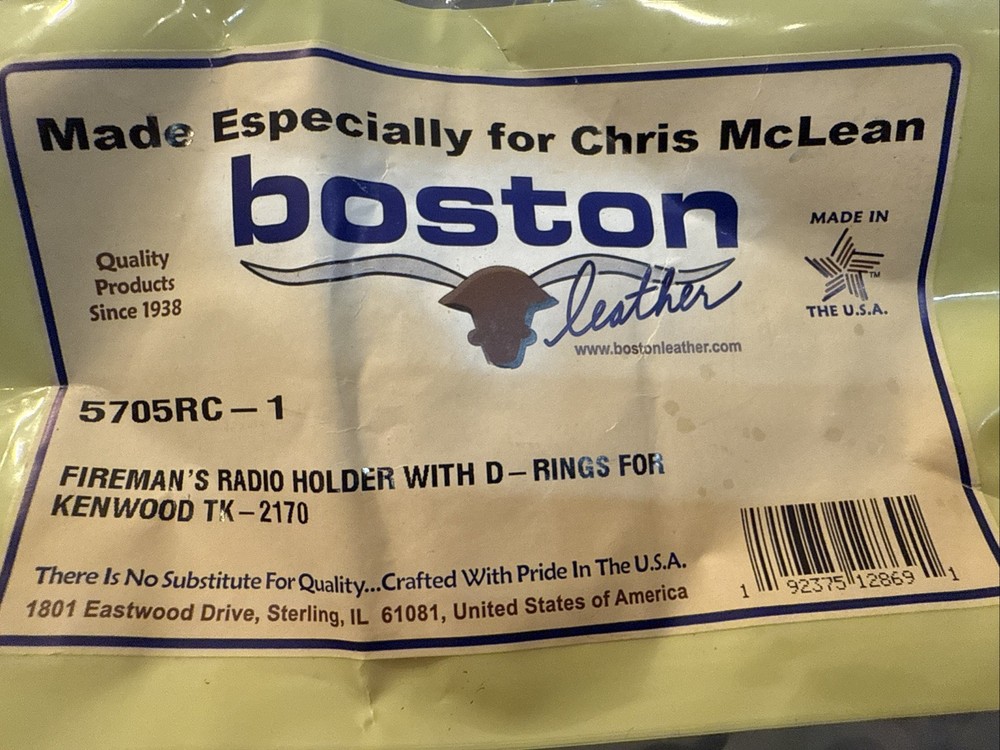 Made Especially for Chris McLean
boston
leather
www.bostonleather.com
Quality
Products
Since 1938
MADE IN
TM
THE U.S.A.
5705RC-1
FIREMAN'S RADIO HOLDER WITH D-RINGS FOR
KENWOOD TK-2170
There Is No Substitute For Quality...Crafted With Pride In The U.S.A.
1801 Eastwood Drive, Sterling, IL 61081, United States of America
1 92375 12869 1